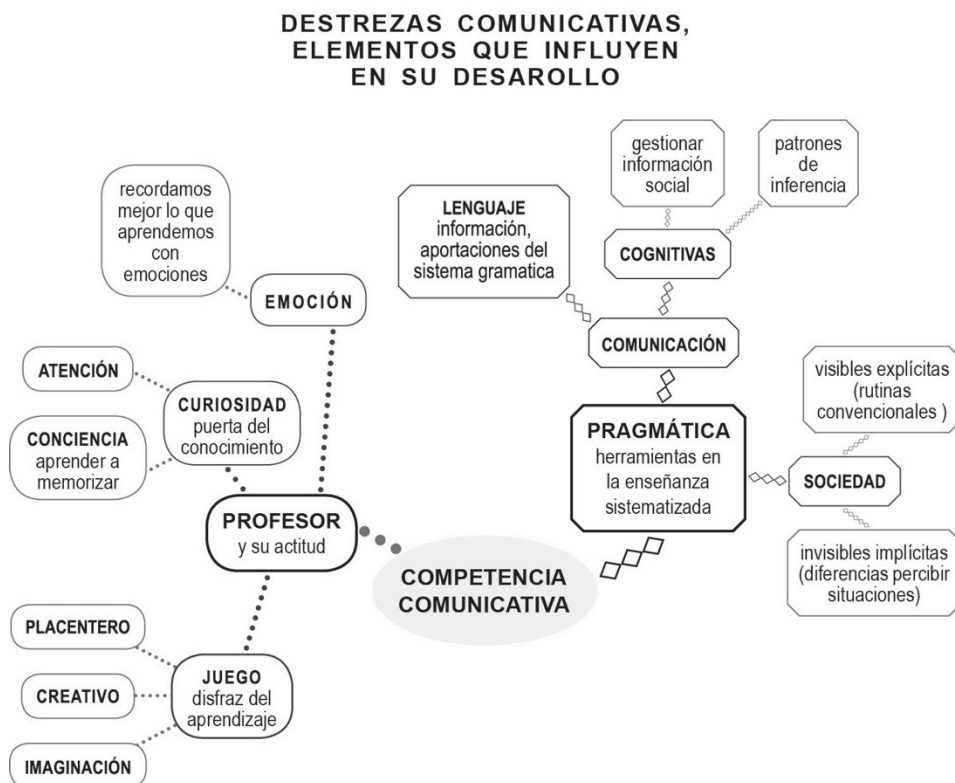 DESTREZAS COMUNICATIVAS,
ELEMENTOS QUE INFLUYEN
EN SU DESAROLLO
gestionar
información
social
patrones
de
inferencia
LENGUAJE
información,
aportaciones del
sistema gramatica
COGNITIVAS
COMUNICACIÓN
recordamos
mejor lo que
aprendemos
con
emociones
EMOCIÓN
ATENCIÓN
CURIOSIDAD
puerta del
conocimiento
CONCIENCIA
aprender a
memorizar
PROFESOR
y su actitud
PRAGMÁTICA
herramientas en
la enseñanza
sistematizada
visibles explícitas
(rutinas
convencionales )
SOCIEDAD
invisibles implícitas
(diferencias percibir
situaciones)
COMPETENCIA
COMUNICATIVA
PLACENTERO
CREATIVO
IMAGINACIÓN
JUEGO
disfraz del
aprendizaje